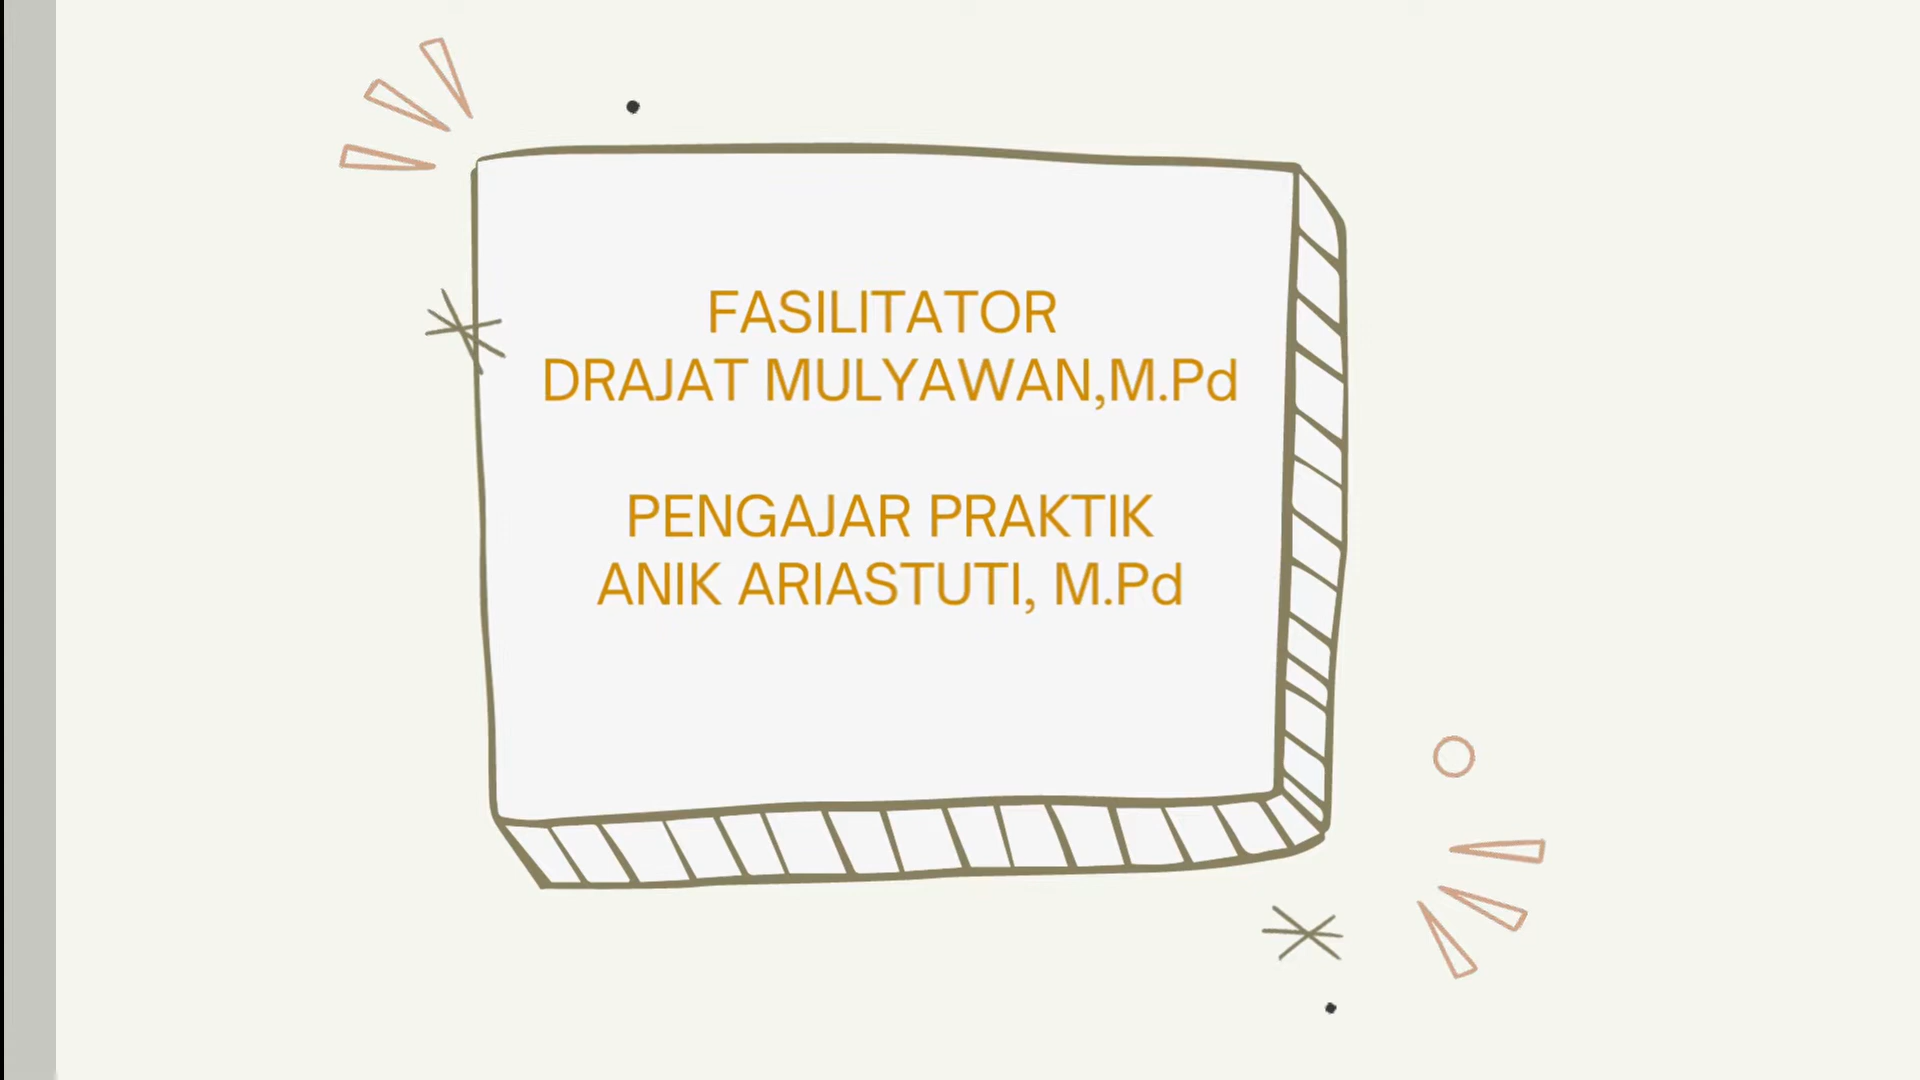 FASILITATOR
DRAJAT MULYAWAN,M.Pd
PENGAJAR PRAKTIK
ANIK ARIASTUTI, M.Pd